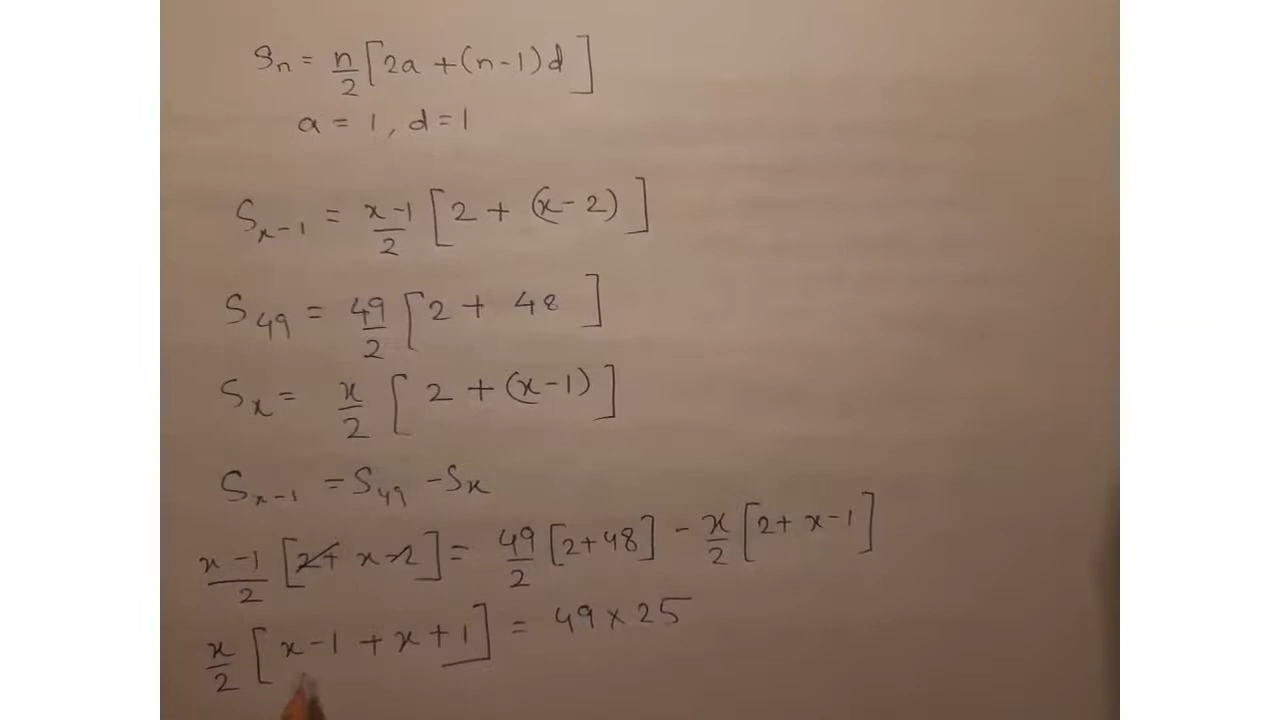 Sn = n/2 [2a + (n-1)d]
a = 1, d = 1
Sx-1 = x-1/2 [2 + (x-2)]
S49 = 49/2 [2 + 48]
Sx = x/2 [2 + (x-1)]
Sx-1 = S49 - Sx
x-1/2 [2+ x-2] = 49/2 [2+48] - x/2 [2+ x-1]
x/2 [x-1 + x+1] = 49 × 25